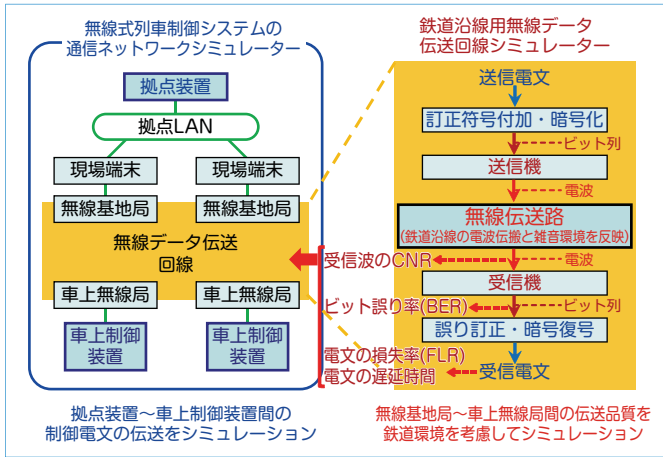 無線式列車制御システムの
通信ネットワークシミュレーター
拠点装置
拠点LAN
現場端末
現場端末
無線基地局
無線基地局
無線データ伝送
回線
車上無線局
車上無線局
車上制御
装置
車上制御
装置
拠点装置～車上制御装置間の
制御電文の伝送をシミュレーション
鉄道沿線用無線データ
伝送回線シミュレーター
送信電文
訂正符号付加・暗号化
ビット列
送信機
電波
無線伝送路
(鉄道沿線の電波伝搬と雑音環境を反映)
受信波のCNR
電波
受信機
ビット誤り率(BER)
ビット列
誤り訂正・暗号復号
電文の損失率(FLR)
電文の遅延時間
受信電文
無線基地局～車上無線局間の伝送品質を
鉄道環境を考慮してシミュレーション